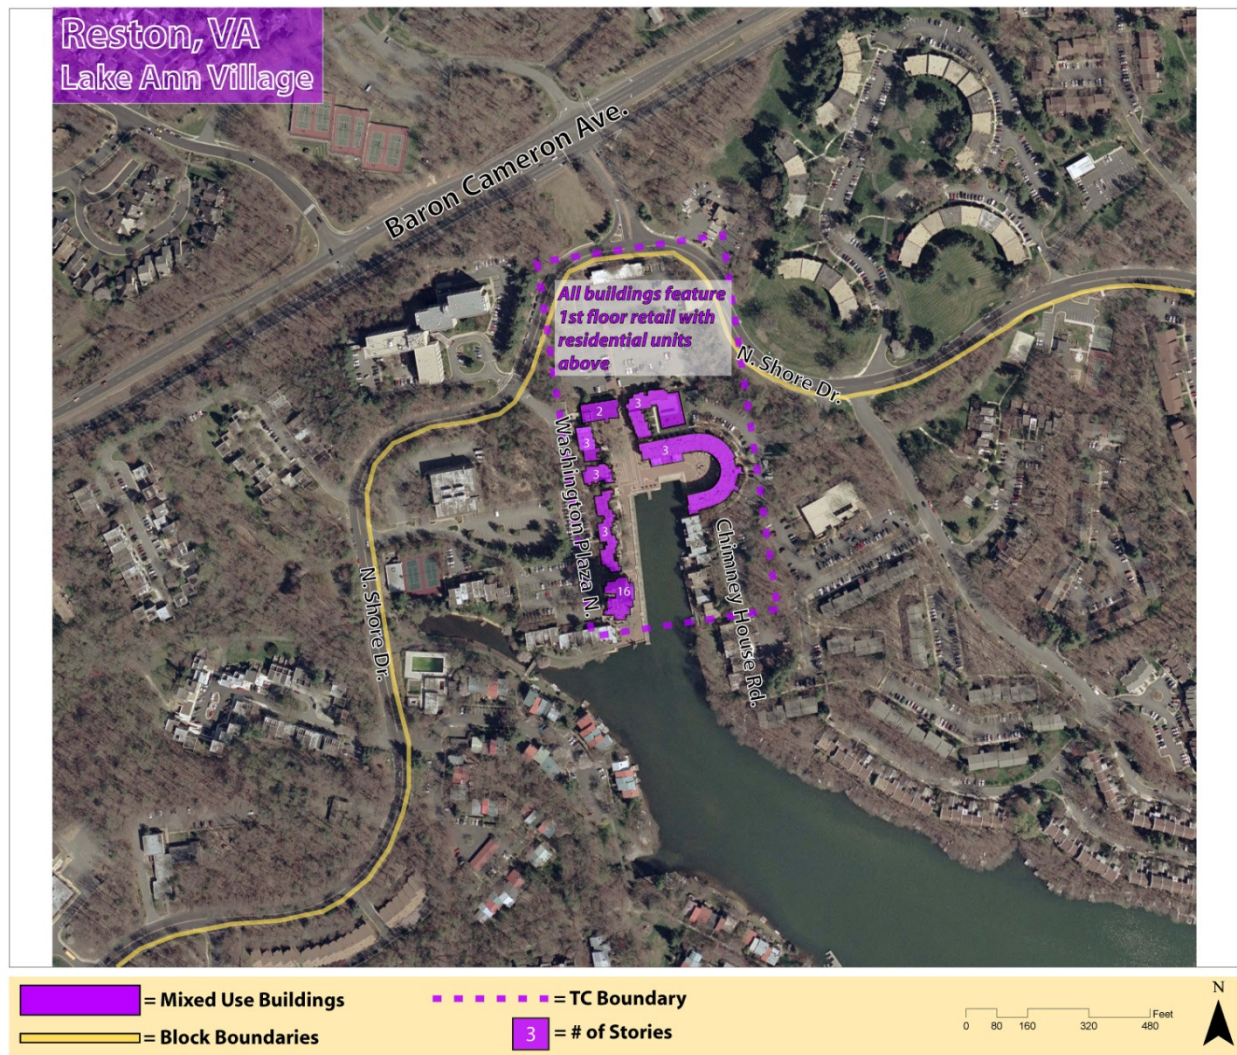 Reston, VA
Lake Ann Village
Baron Cameron Ave.
All buildings feature
1st floor retail with
residential units
above
N. Shore Dr.
2
3
3
3
3
3
16
Washington Plaza N.
Chimney House Rd.
N. Shore Dr.
= Mixed Use Buildings
= TC Boundary
= Block Boundaries
3 = # of Stories
N
Feet
0 80 160 320 480